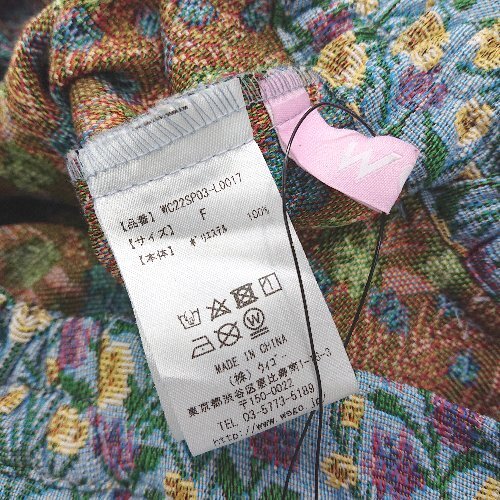 【品番】 WC22SP03-L0017
【サイズ】 F
【本体】 ポリエステル 100%
MADE IN CHINA
(株) ウィゴー
東京都渋谷区恵比寿南1-
〒150-0022
TEL 03-5773-5189
http://www.wego.jp/
W